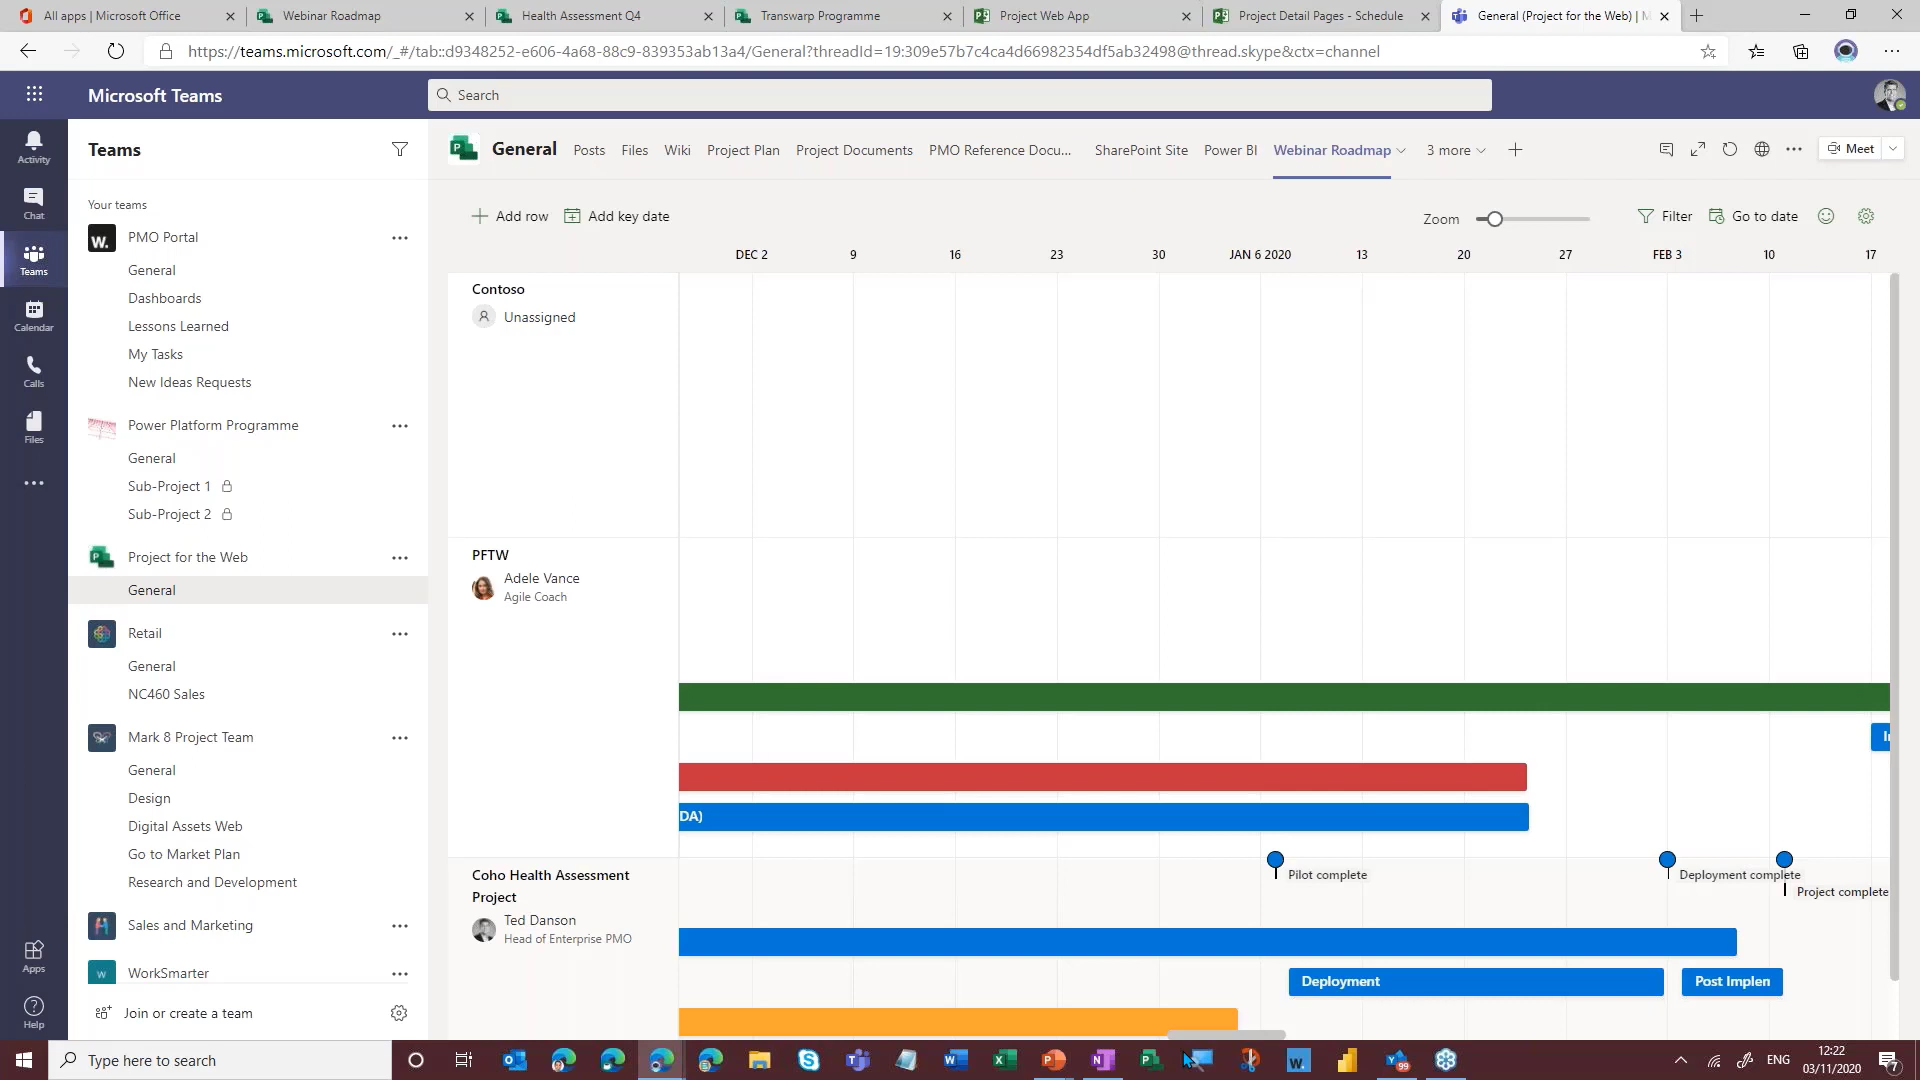 All apps | Microsoft Office
Webinar Roadmap
Health Assessment Q4
Transwarp Programme
Project Web App
Project Detail Pages - Schedule
General (Project for the Web) | M
https://teams.microsoft.com/_#/tab::d9348252-e606-4a68-88c9-839353ab13a4/General?threadId=19:309e57b7c4ca4d66982354df5ab32498@thread.skype&ctx=channel
Microsoft Teams
Search
Activity
Chat
Teams
Calendar
Calls
Files
Apps
Help
Teams
Your teams
w.
PMO Portal
General
Dashboards
Lessons Learned
My Tasks
New Ideas Requests
Power Platform Programme
General
Sub-Project 1
Sub-Project 2
Project for the Web
General
Retail
General
NC460 Sales
Mark 8 Project Team
General
Design
Digital Assets Web
Go to Market Plan
Research and Development
Sales and Marketing
W
WorkSmarter
Join or create a team
General
Posts
Files
Wiki
Project Plan
Project Documents
PMO Reference Docu...
SharePoint Site
Power BI
Webinar Roadmap
3 more
Meet
Add row
Add key date
Zoom
Filter
Go to date
DEC 2
9
16
23
30
JAN 6 2020
13
20
27
FEB 3
10
17
Contoso
Unassigned
PFTW
Adele Vance
Agile Coach
DA)
Coho Health Assessment
Project
Ted Danson
Head of Enterprise PMO
Pilot complete
Deployment complete
Project complete
Deployment
Post Implen
Type here to search
99
ENG
12:22
03/11/2020
7